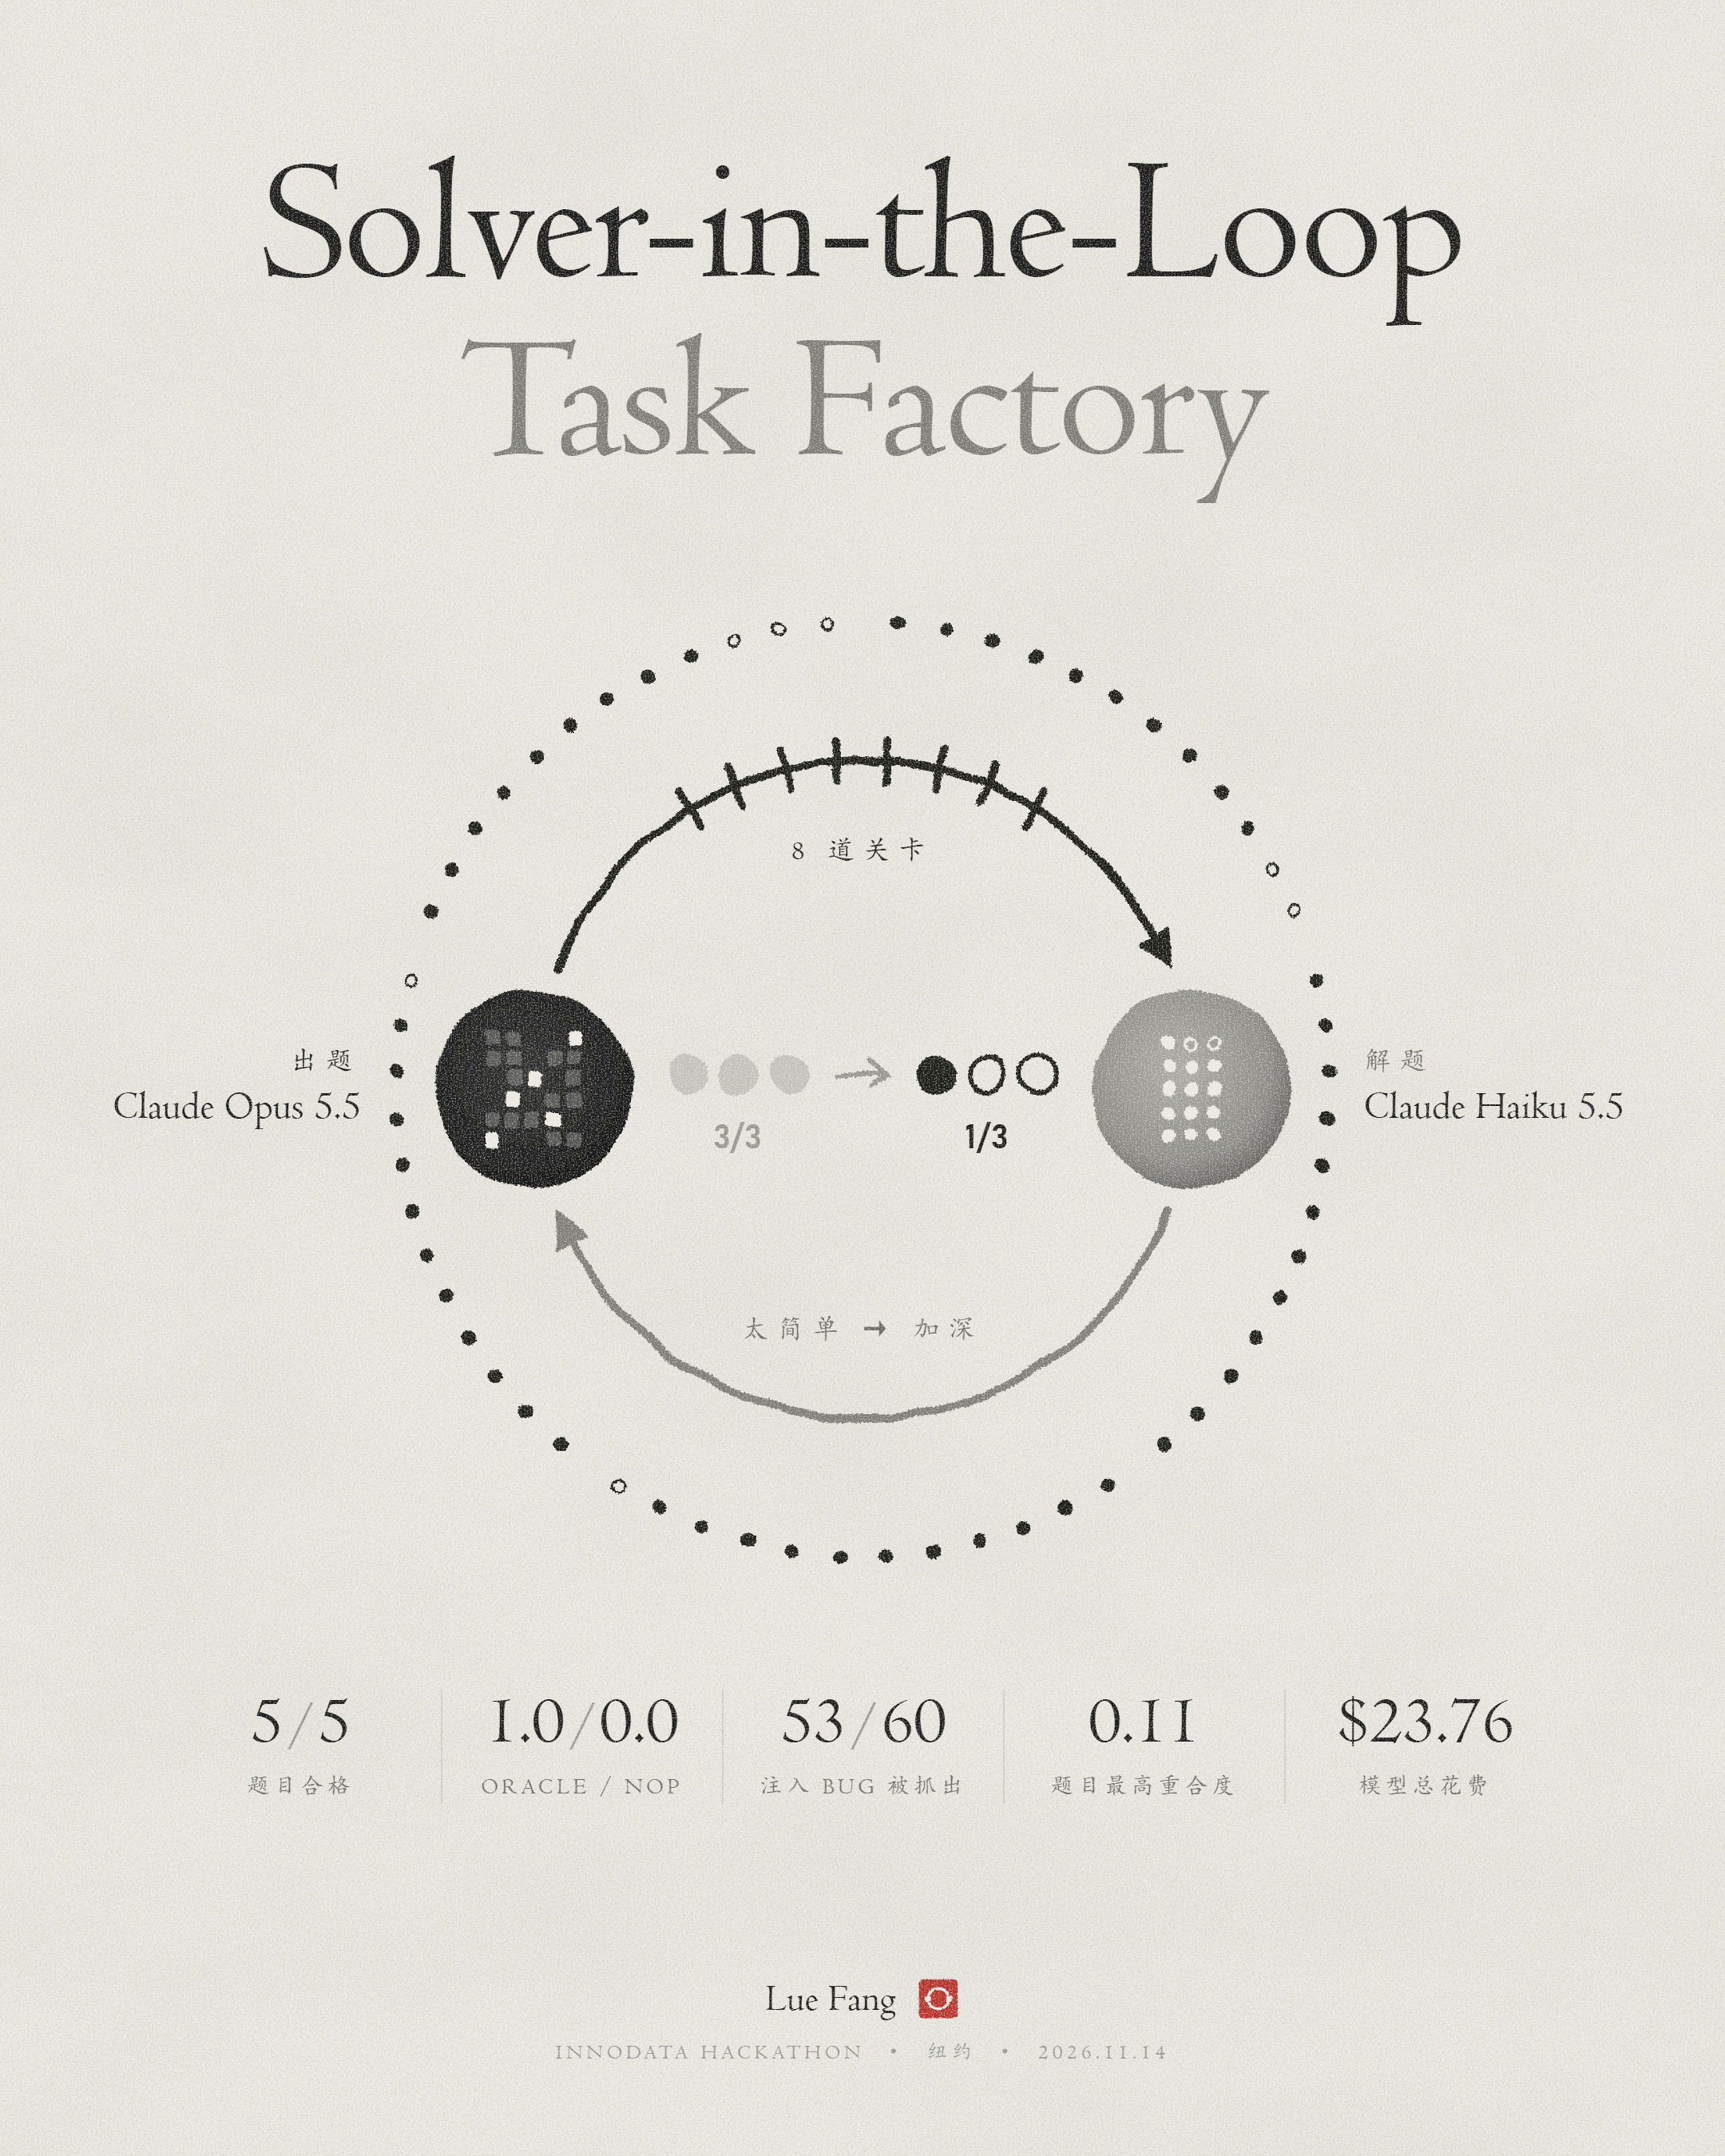 Solver-in-the-Loop
Task Factory
8 道关卡
出题
Claude Opus 5.5
3/3 → 1/3
解题
Claude Haiku 5.5
太简单 → 加深
5/5 1.0/0.0 53/60 0.11 $23.76
题目合格 ORACLE / NOP 注入 BUG 被抓出 题目最高重合度 模型总花费
Lue Fang
INNODATA HACKATHON • 纽约 • 2026.11.14